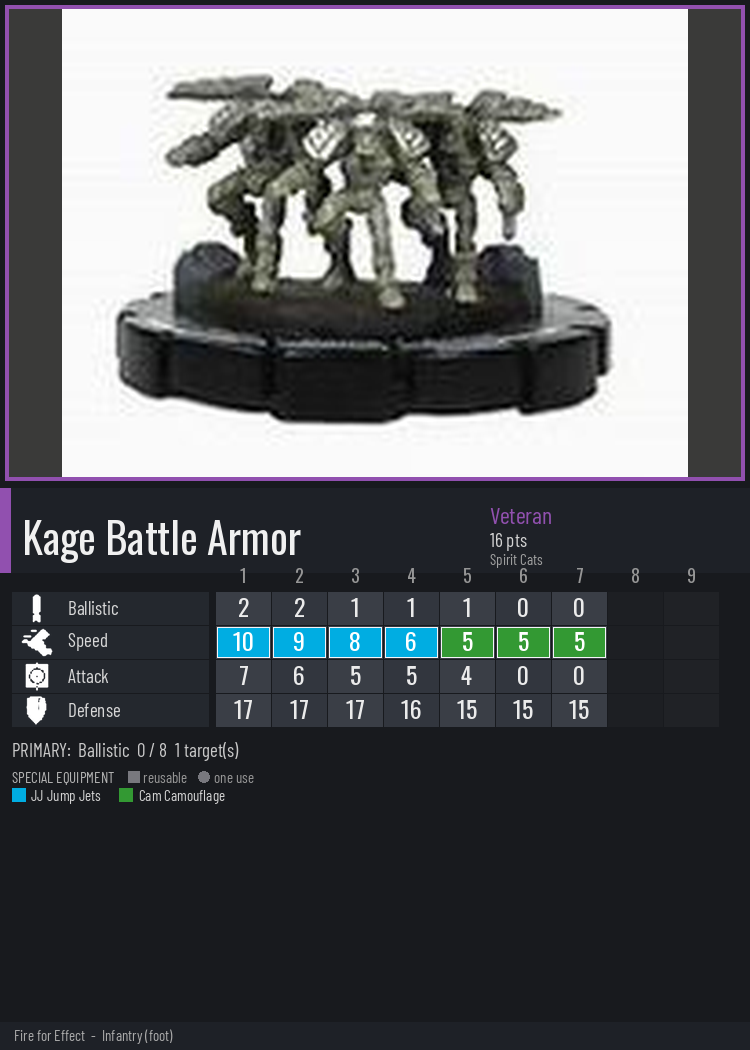 Kage Battle Armor
Veteran
16 pts
Spirit Cats
1 2 3 4 5 6 7 8 9
Ballistic 2 2 1 1 1 0 0
Speed 10 9 8 6 5 5 5
Attack 7 6 5 5 4 0 0
Defense 17 17 17 16 15 15 15
PRIMARY: Ballistic 0 / 8 1 target(s)
SPECIAL EQUIPMENT reusable one use
JJ Jump Jets Cam Camouflage
Fire for Effect - Infantry (foot)